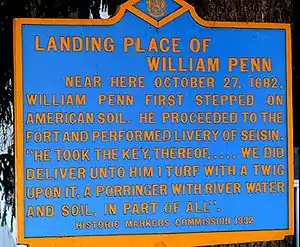 LANDING PLACE OF
WILLIAM PENN
NEAR HERE OCTOBER 27, 1682,
WILLIAM PENN FIRST STEPPED ON
AMERICAN SOIL. HE PROCEEDED TO THE
FORT AND PERFORMED LIVERY OF SEISIN.
"HE TOOK THE KEY, THEREOF,.... WE DID
DELIVER UNTO HIM 1 TURF WITH A TWIG
UPON IT, A PORRINGER WITH RIVER WATER
AND SOIL, IN PART OF ALL".
HISTORIC MARKERS COMMISSION 1932